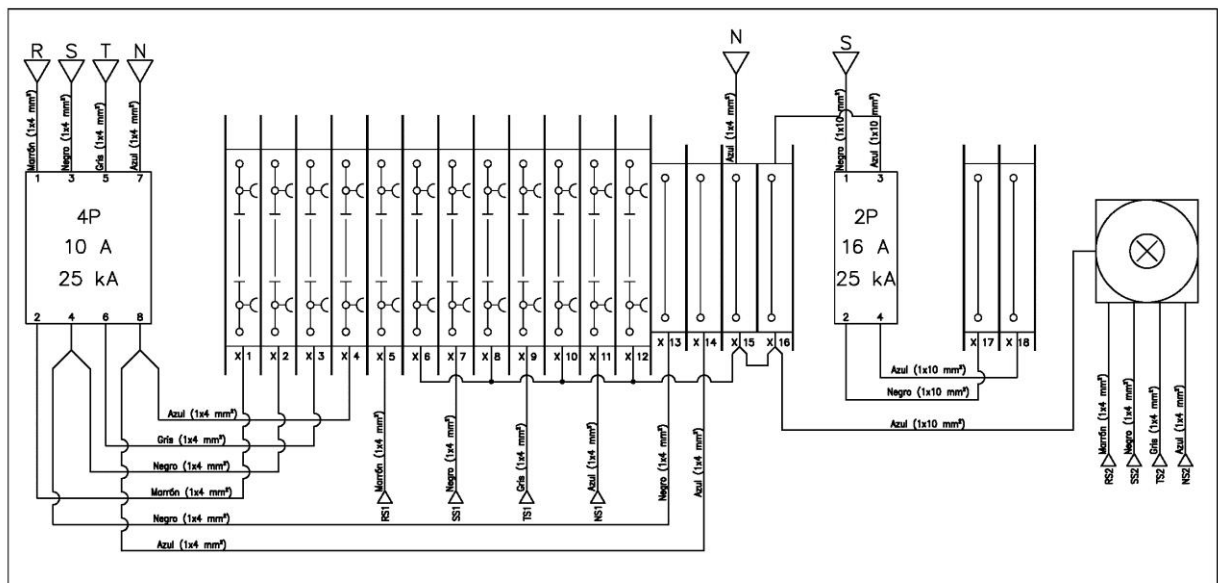 R S T N
N
S
Marrón (1x4 mm²)
Negro (1x4 mm²)
Gris (1x4 mm²)
Azul (1x4 mm²)
Azul (1x4 mm²)
Negro (1x10 mm²)
Azul (1x10 mm²)
1 3 5 7
4P
10 A
25 kA
2 4 6 8
1 3
2P
16 A
25 kA
2 4
X 1 X 2 X 3 X 4 X 5 X 6 X 7 X 8 X 9 X 10 X 11 X 12 X 13 X 14 X 15 X 16
X 17 X 18
Azul (1x10 mm²)
Negro (1x10 mm²)
Azul (1x10 mm²)
Azul (1x4 mm²)
Gris (1x4 mm²)
Negro (1x4 mm²)
Marrón (1x4 mm²)
Negro (1x4 mm²)
Azul (1x4 mm²)
Marrón (1x4 mm²)
RS1
Negro (1x4 mm²)
SS1
Gris (1x4 mm²)
TS1
Azul (1x4 mm²)
NS1
Negro (1x4 mm²)
Azul (1x4 mm²)
Marrón (1x4 mm²)
RS2
Negro (1x4 mm²)
SS2
Gris (1x4 mm²)
TS2
Azul (1x4 mm²)
NS2